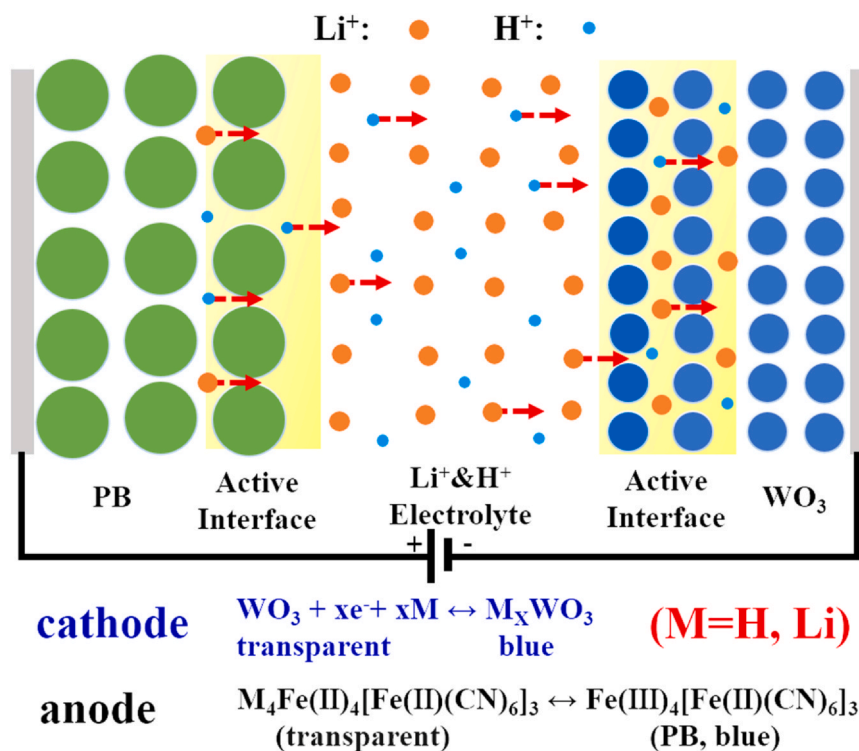 Li⁺: H⁺:
PB
Active
Interface
Li⁺&H⁺
Electrolyte
Active
Interface
WO₃
+ -
cathode
WO₃ + xe⁻+ xM ↔ MₓWO₃
transparent blue
(M=H, Li)
anode
M₄Fe(II)₄[Fe(II)(CN)₆]₃ ↔ Fe(III)₄[Fe(II)(CN)₆]₃
(transparent) (PB, blue)